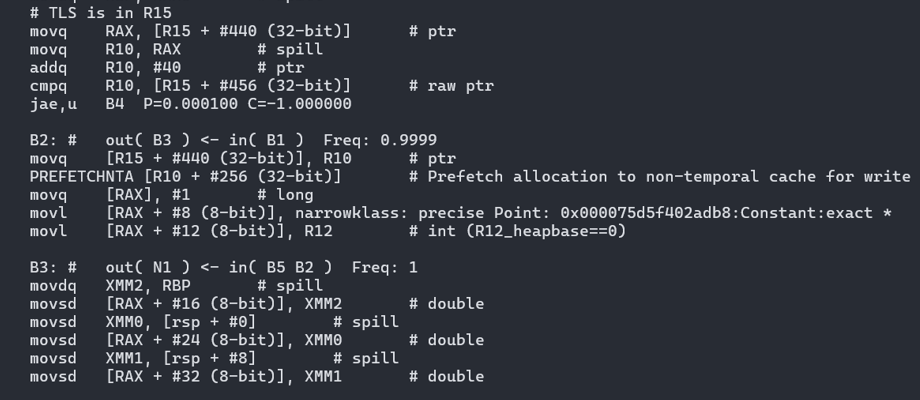 # TLS is in R15
movq    RAX, [R15 + #440 (32-bit)]      # ptr
movq    R10, RAX        # spill
addq    R10, #40        # ptr
cmpq    R10, [R15 + #456 (32-bit)]      # raw ptr
jae,u   B4  P=0.000100 C=-1.000000
B2: #   out( B3 ) <- in( B1 )  Freq: 0.9999
movq    [R15 + #440 (32-bit)], R10      # ptr
PREFETCHNTA [R10 + #256 (32-bit)]       # Prefetch allocation to non-temporal cache for write
movq    [RAX], #1       # long
movl    [RAX + #8 (8-bit)], narrowklass: precise Point: 0x000075d5f402adb8:Constant:exact *
movl    [RAX + #12 (8-bit)], R12        # int (R12_heapbase==0)
B3: #   out( N1 ) <- in( B5 B2 )  Freq: 1
movdq   XMM2, RBP       # spill
movsd   [RAX + #16 (8-bit)], XMM2       # double
movsd   XMM0, [rsp + #0]        # spill
movsd   [RAX + #24 (8-bit)], XMM0       # double
movsd   XMM1, [rsp + #8]        # spill
movsd   [RAX + #32 (8-bit)], XMM1       # double